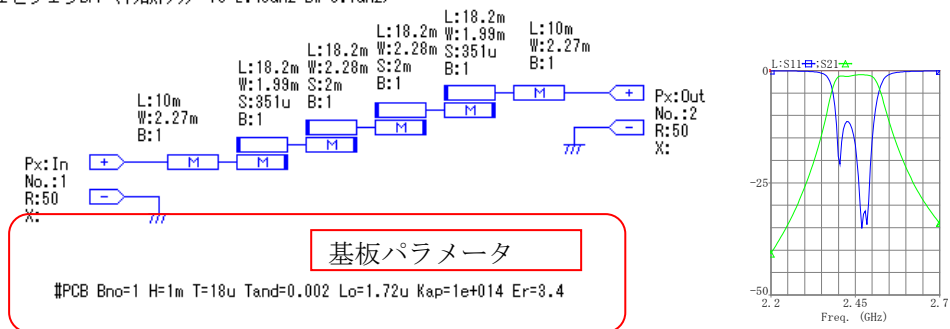 L:18.2m
W:1.99m
S:351u
B:1
L:18.2m
W:2.28m
S:2m
B:1
L:18.2m
W:2.28m
S:2m
B:1
L:18.2m
W:1.99m
S:351u
B:1
L:10m
W:2.27m
B:1
L:10m
W:2.27m
B:1
M
M
M
M
M
M
Px:In
No.:1
R:50
X:
+
-
+
-
Px:Out
No.:2
R:50
X:
基板パラメータ
#PCB Bno=1 H=1m T=18u Tand=0.002 Lo=1.72u Kap=1e+014 Er=3.4
L:S11 ;S21
0
-25
-50
2.2 2.45 2.7
Freq. (GHz)